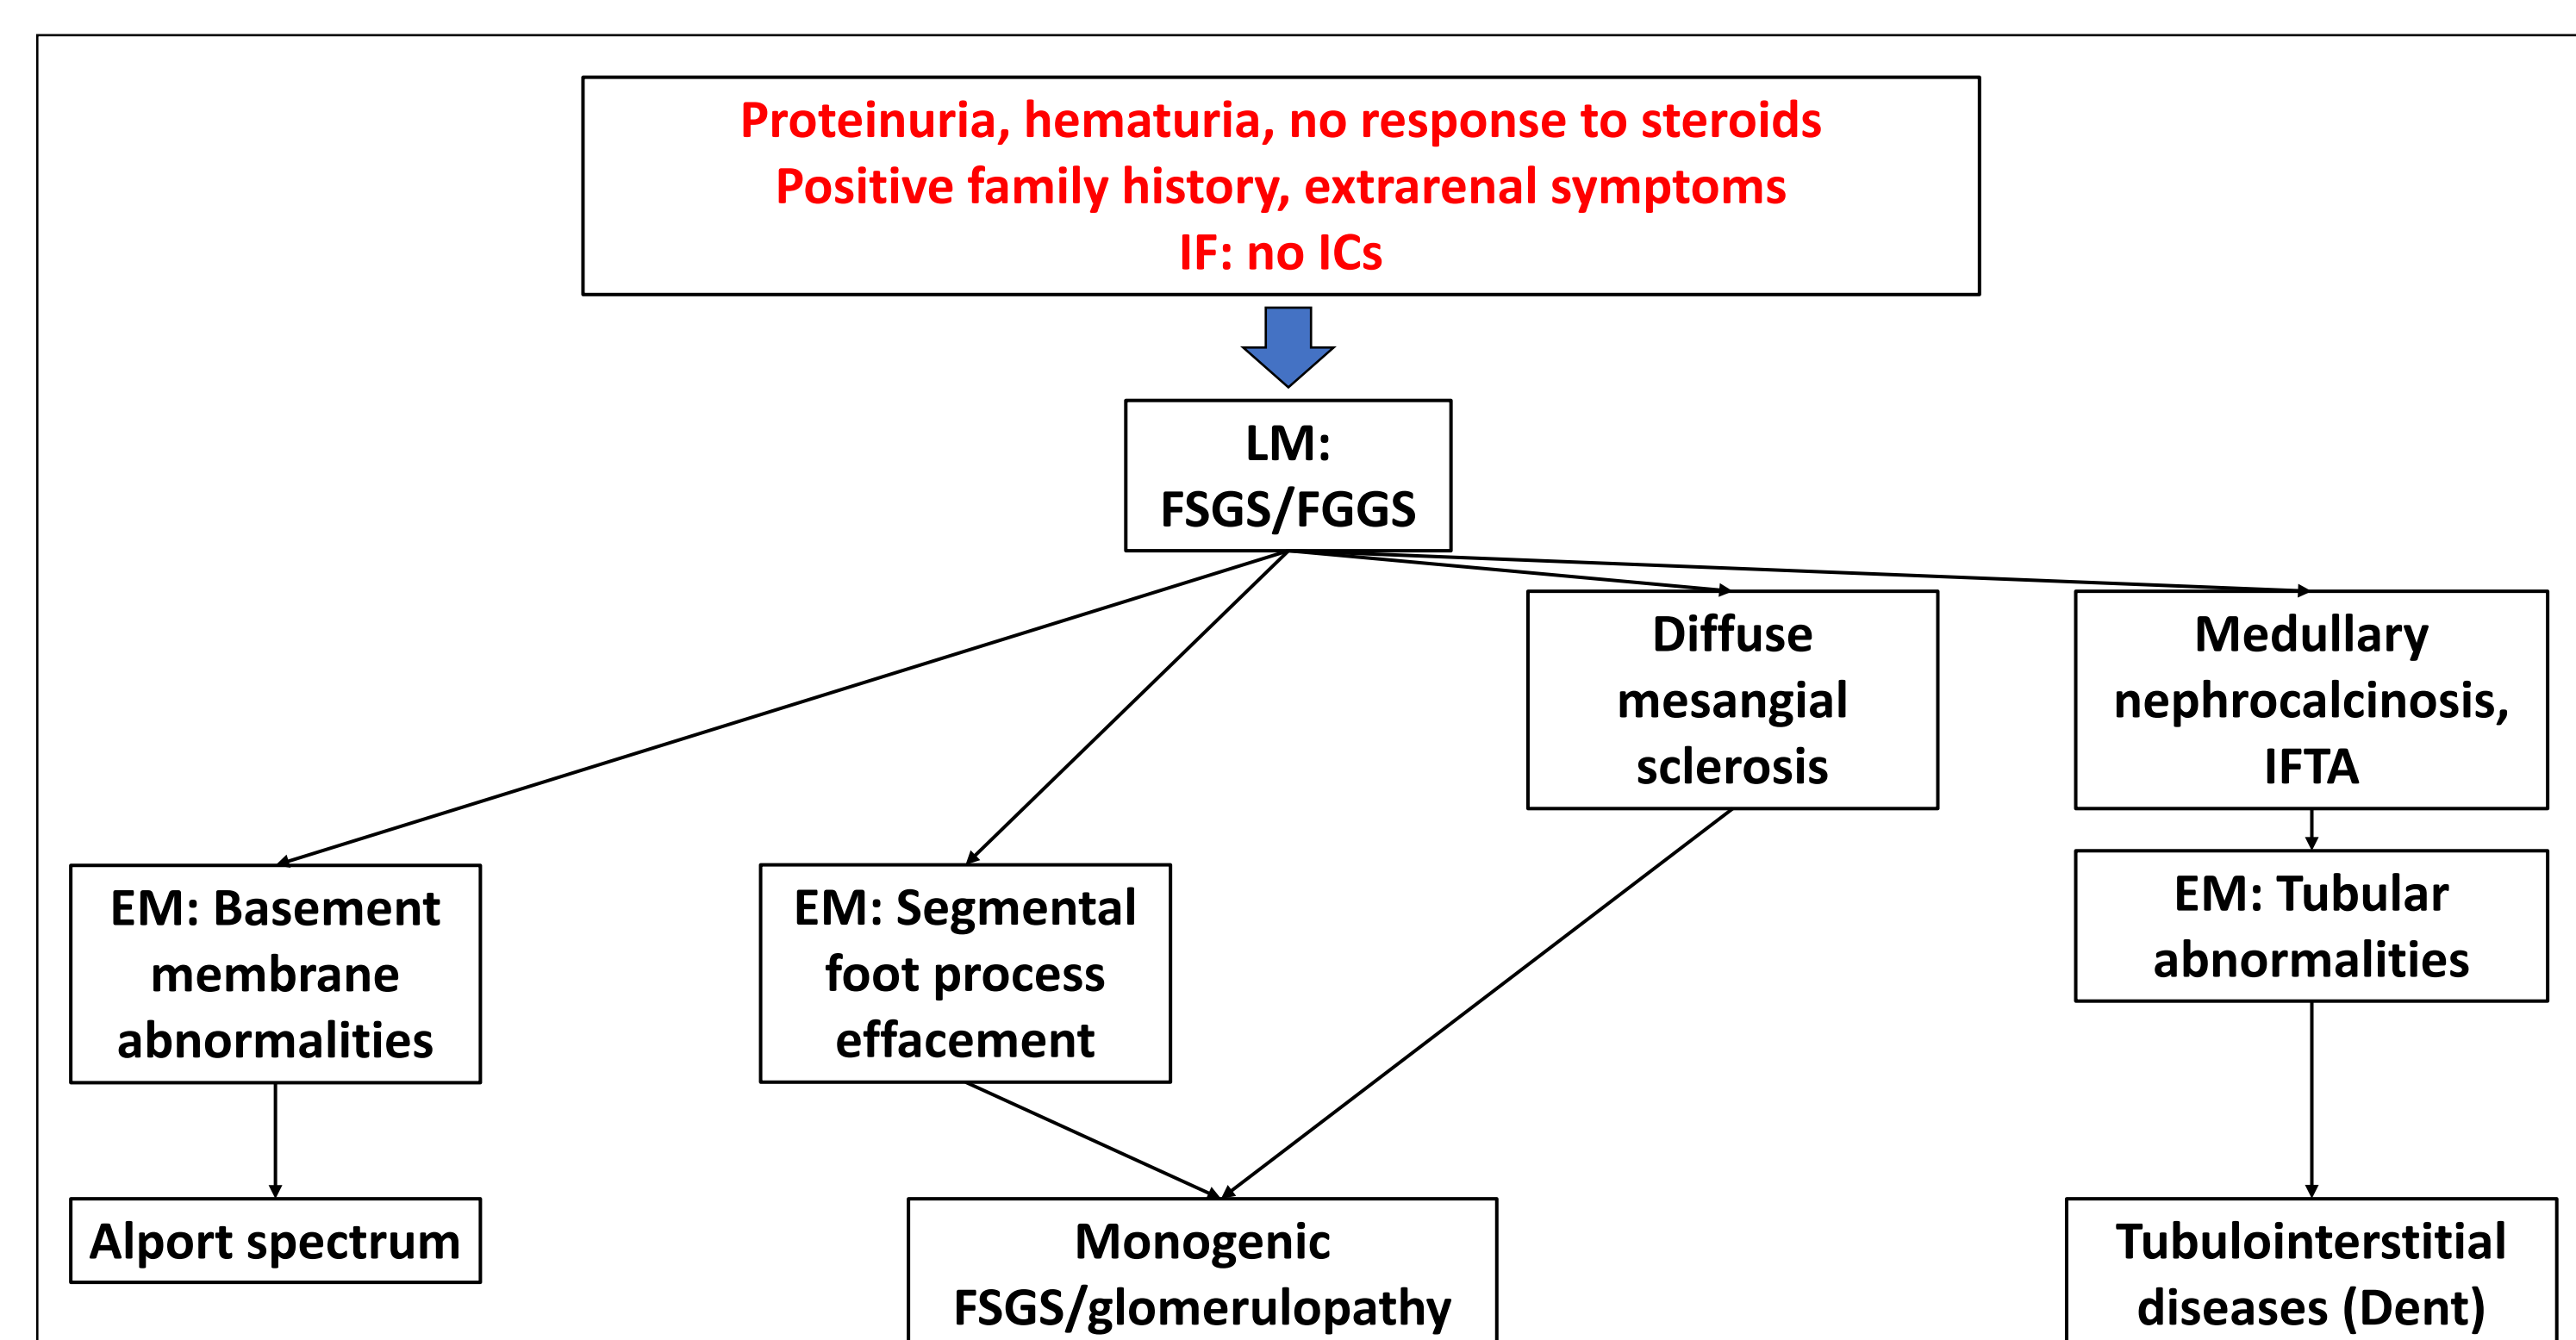 Proteinuria, hematuria, no response to steroids
Positive family history, extrarenal symptoms
IF: no ICs
LM:
FSGS/FGGS
Diffuse
mesangial
sclerosis
Medullary
nephrocalcinosis,
IFTA
EM: Basement
membrane
abnormalities
EM: Segmental
foot process
effacement
EM: Tubular
abnormalities
Alport spectrum
Monogenic
FSGS/glomerulopathy
Tubulointerstitial
diseases (Dent)